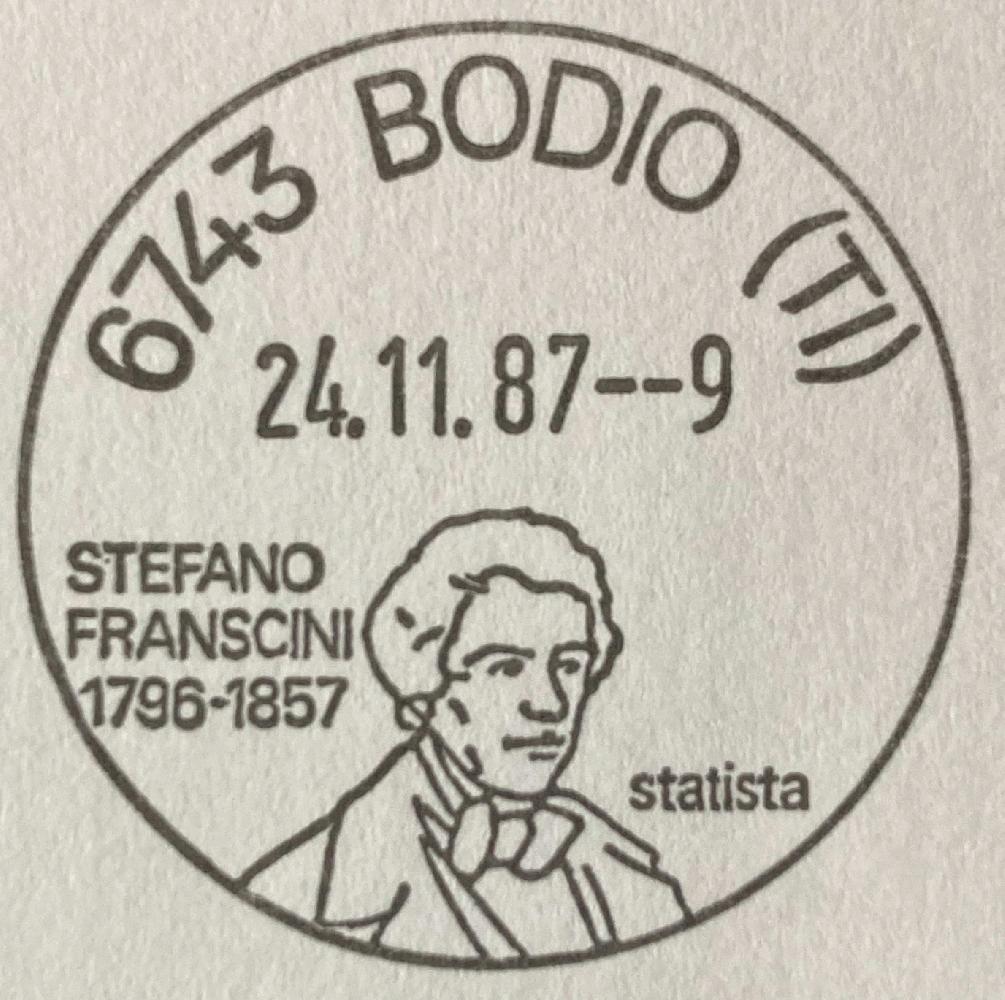 6743 BODIO (TI)
24.11.87--9
STEFANO
FRANSCINI
1796-1857
statista